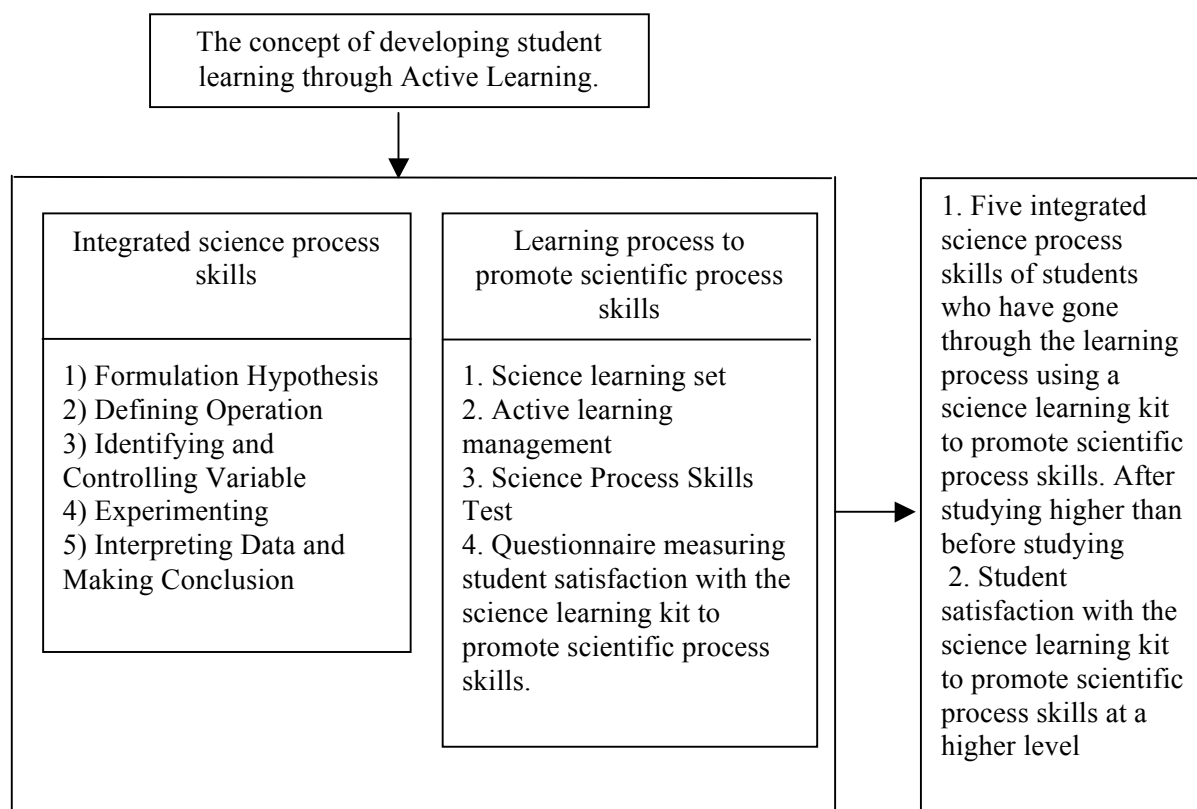 The concept of developing student
learning through Active Learning.
Integrated science process
skills
1) Formulation Hypothesis
2) Defining Operation
3) Identifying and
Controlling Variable
4) Experimenting
5) Interpreting Data and
Making Conclusion
Learning process to
promote scientific process
skills
1. Science learning set
2. Active learning
management
3. Science Process Skills
Test
4. Questionnaire measuring
student satisfaction with the
science learning kit to
promote scientific process
skills.
1. Five integrated
science process
skills of students
who have gone
through the learning
process using a
science learning kit
to promote scientific
process skills. After
studying higher than
before studying
2. Student
satisfaction with the
science learning kit
to promote scientific
process skills at a
higher level